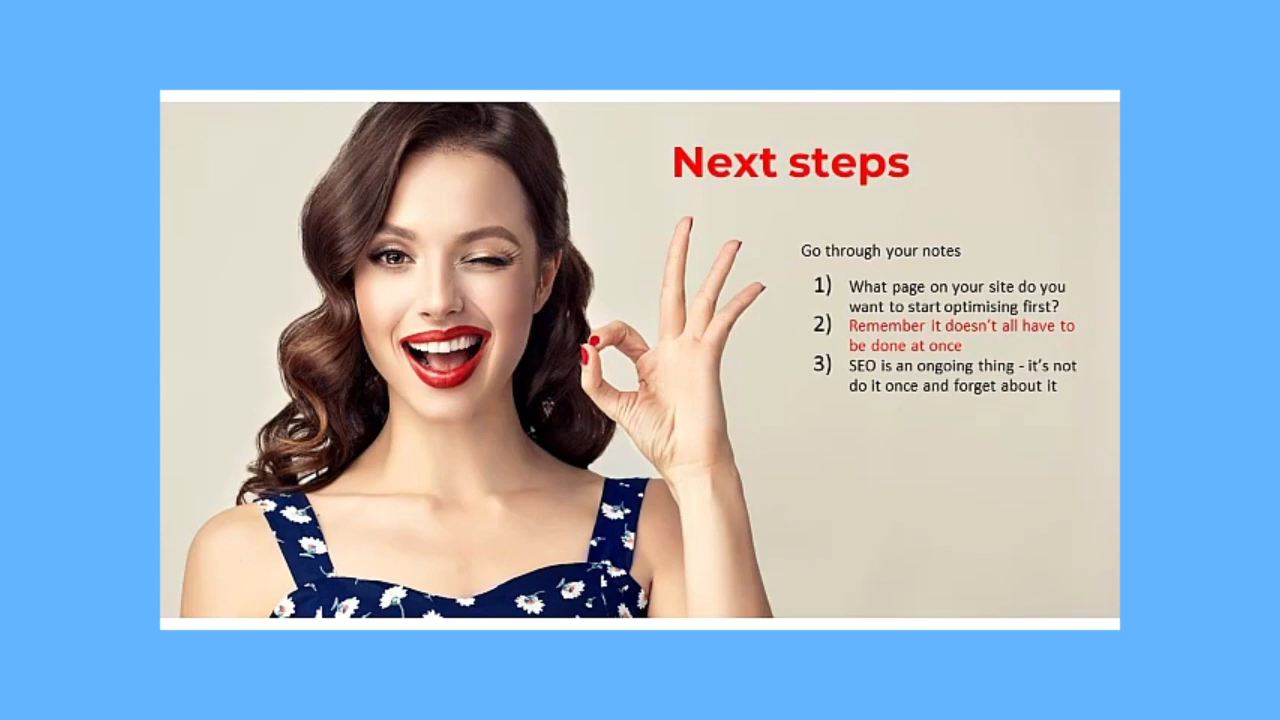 Next steps
Go through your notes
1) What page on your site do you
want to start optimising first?
2) Remember it doesn't all have to
be done at once
3) SEO is an ongoing thing - it's not
do it once and forget about it